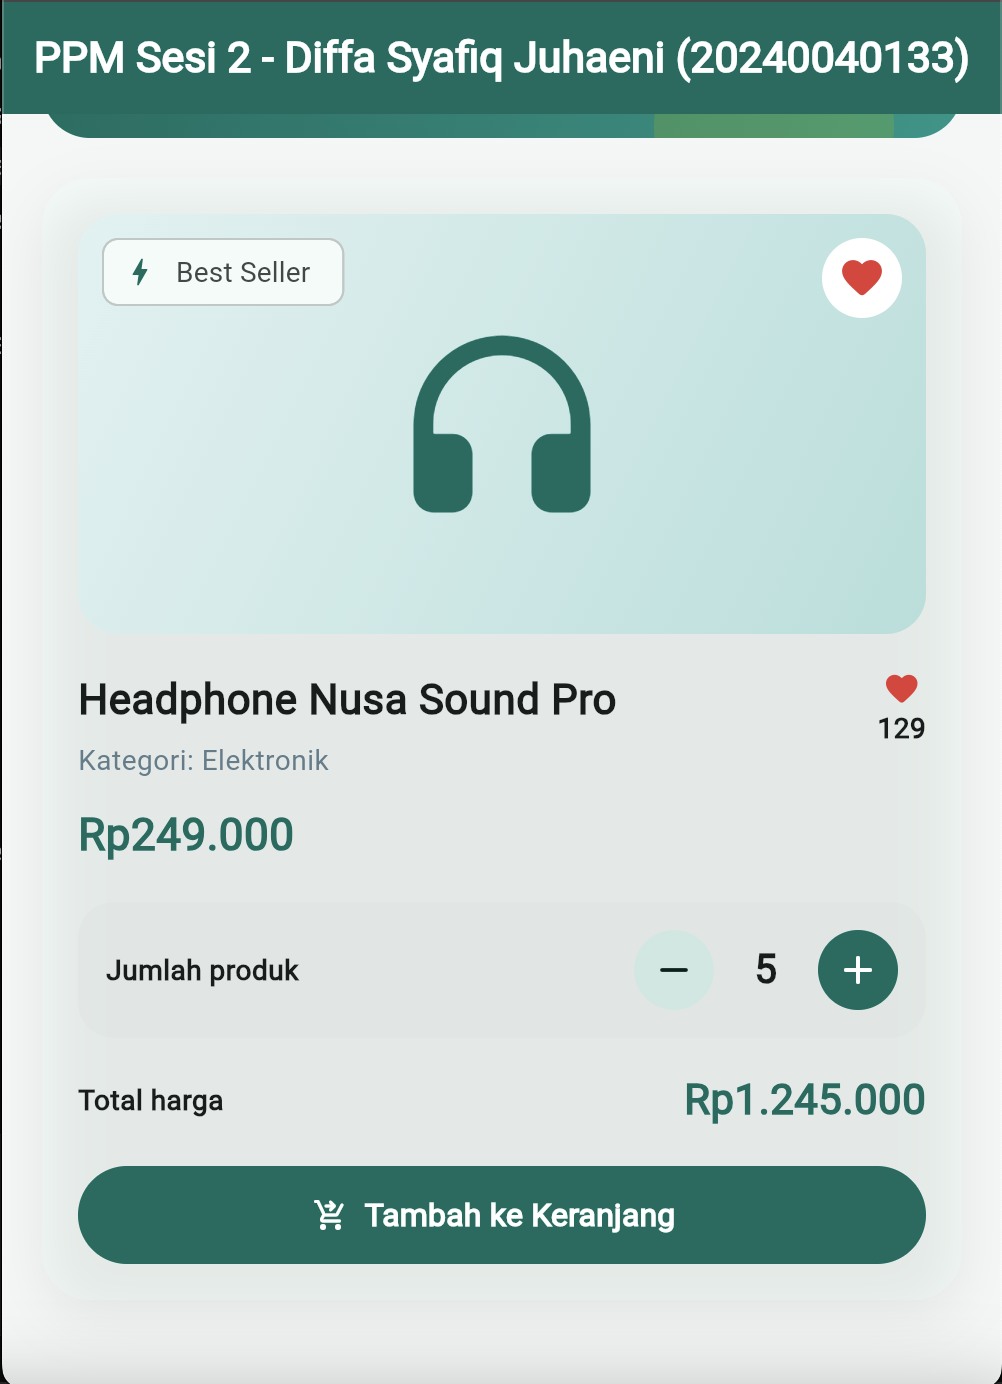 PPM Sesi 2 - Diffa Syafiq Juhaeni (20240040133)
Best Seller
Headphone Nusa Sound Pro
129
Kategori: Elektronik
Rp249.000
Jumlah produk
5
Total harga
Rp1.245.000
Tambah ke Keranjang